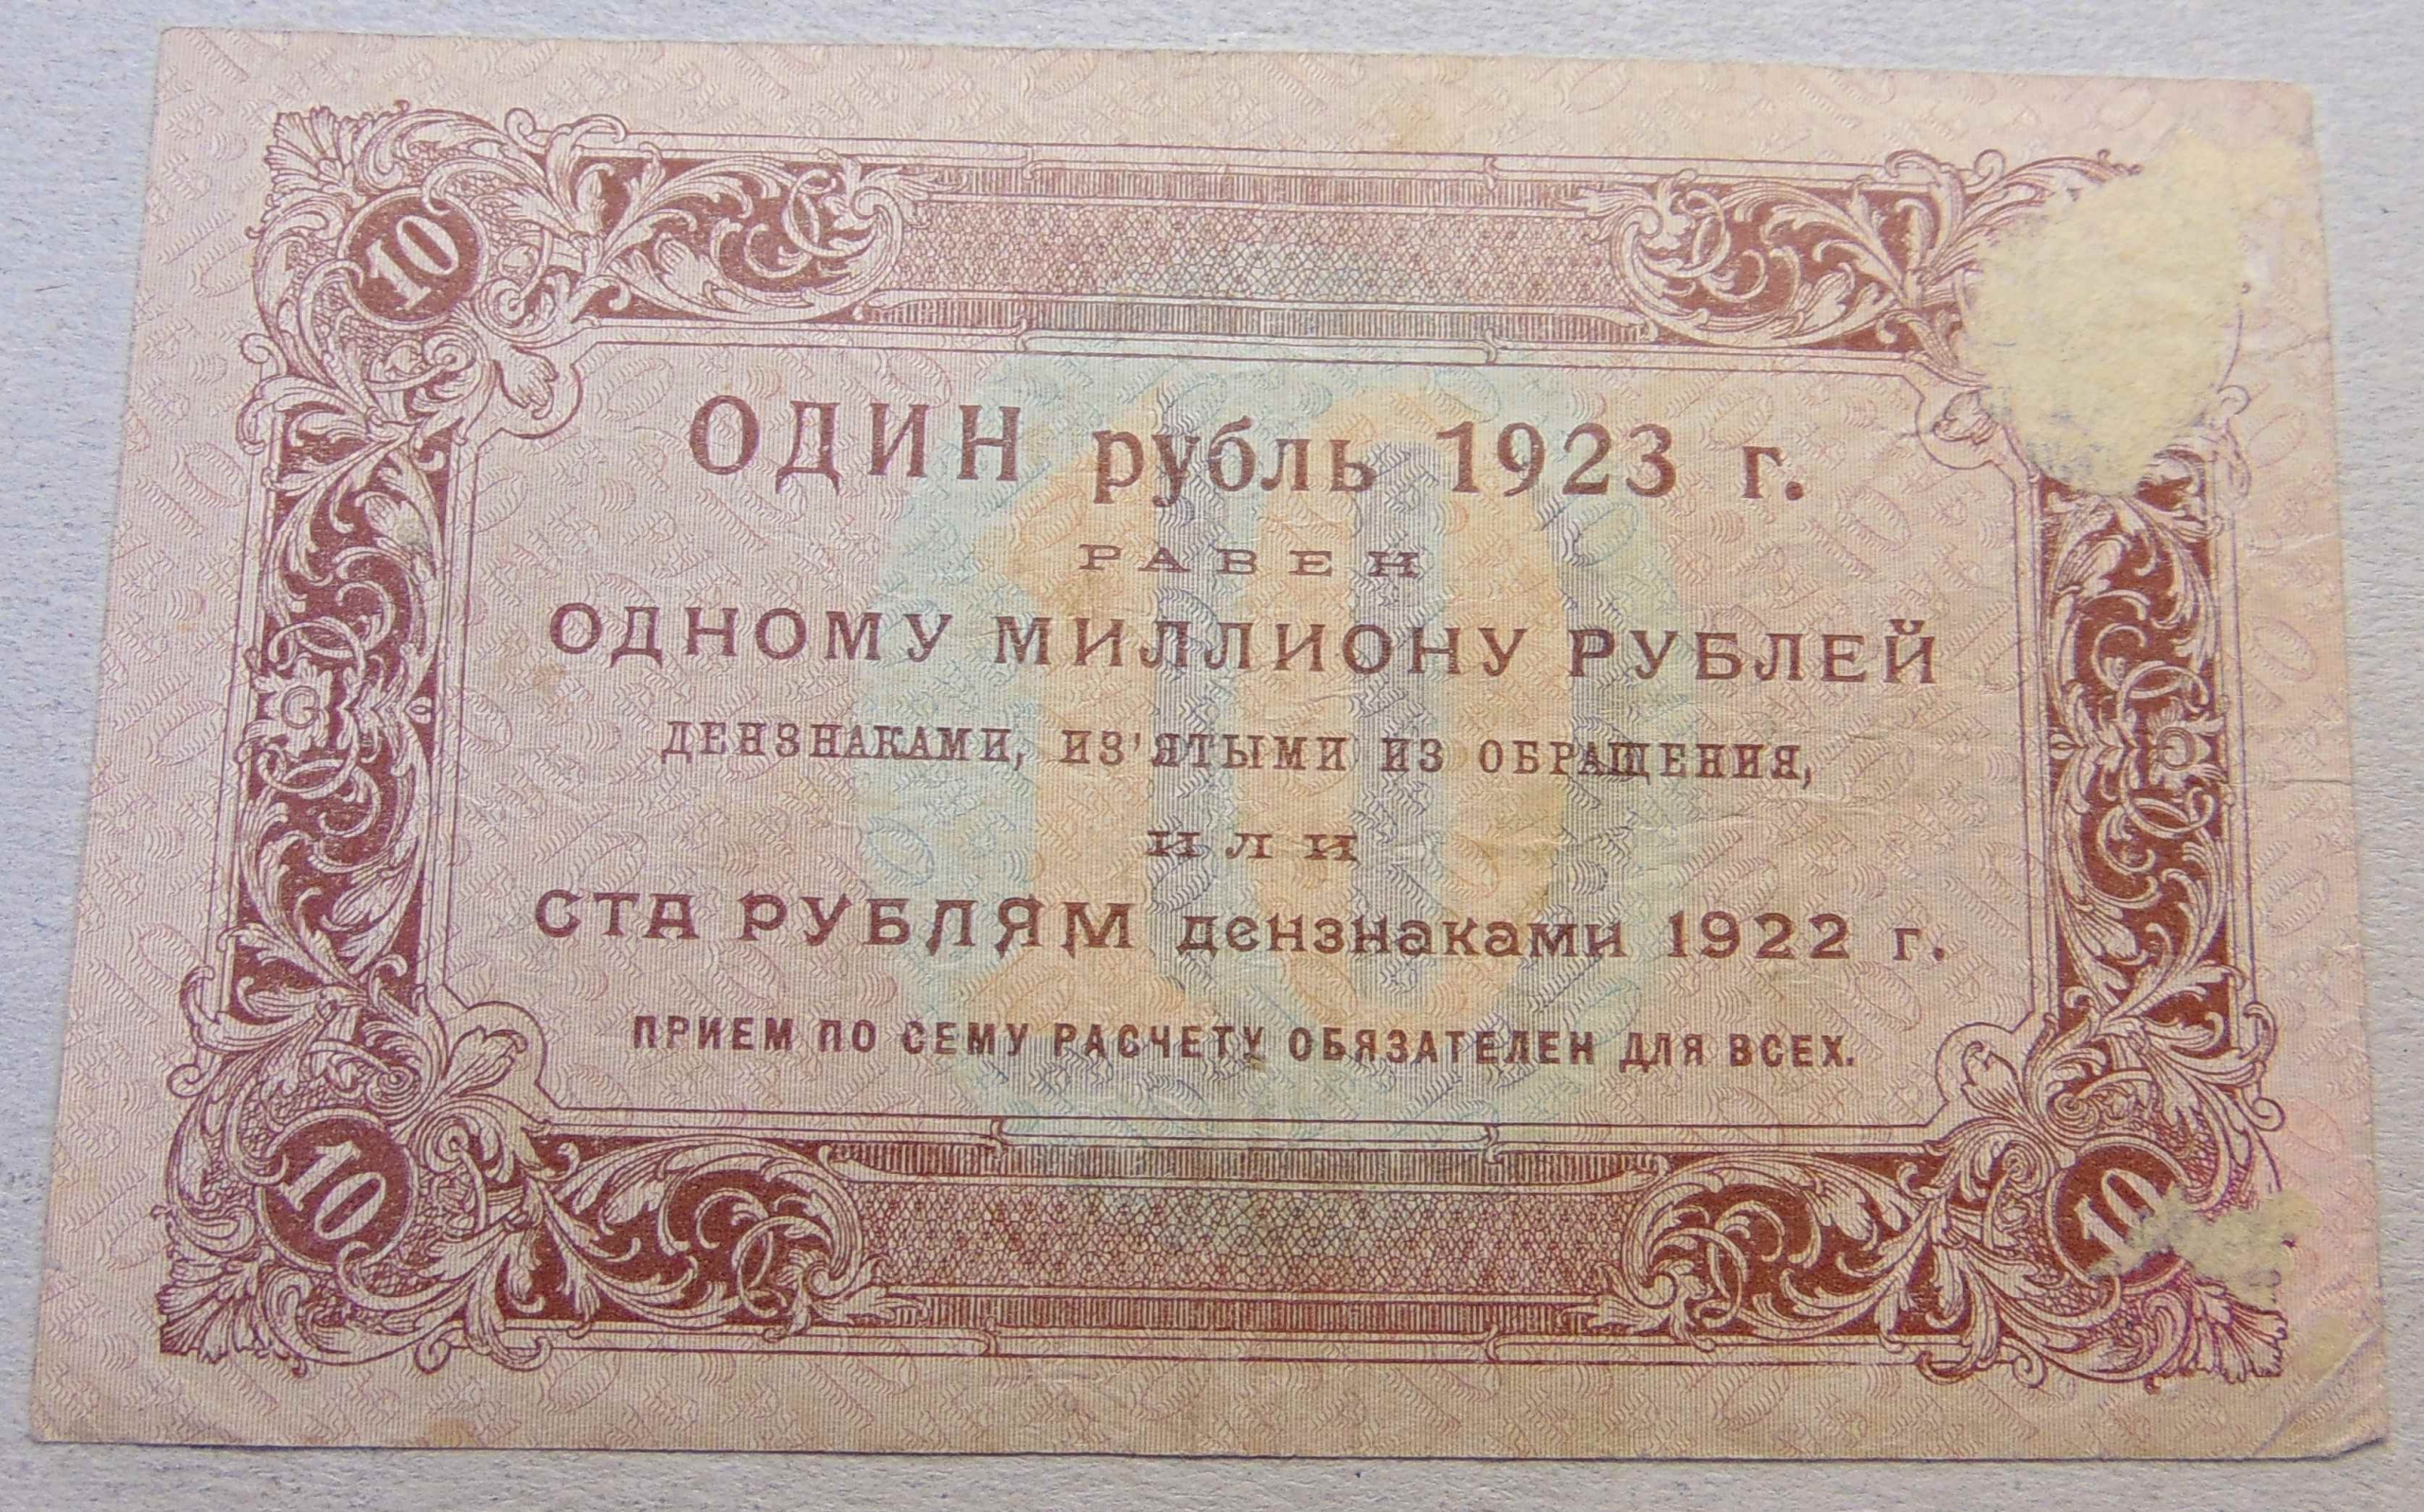 10
ОДИН рубль 1923 г.
РАВЕН
ОДНОМУ МИЛЛИОНУ РУБЛЕЙ
ДЕНЗНАКАМИ, ИЗ'ЯТЫМИ ИЗ ОБРАЩЕНИЯ,
ИЛИ
СТА РУБЛЯМ дензнаками 1922 г.
ПРИЕМ ПО СЕМУ РАСЧЕТУ ОБЯЗАТЕЛЕН ДЛЯ ВСЕХ.
10
10
10